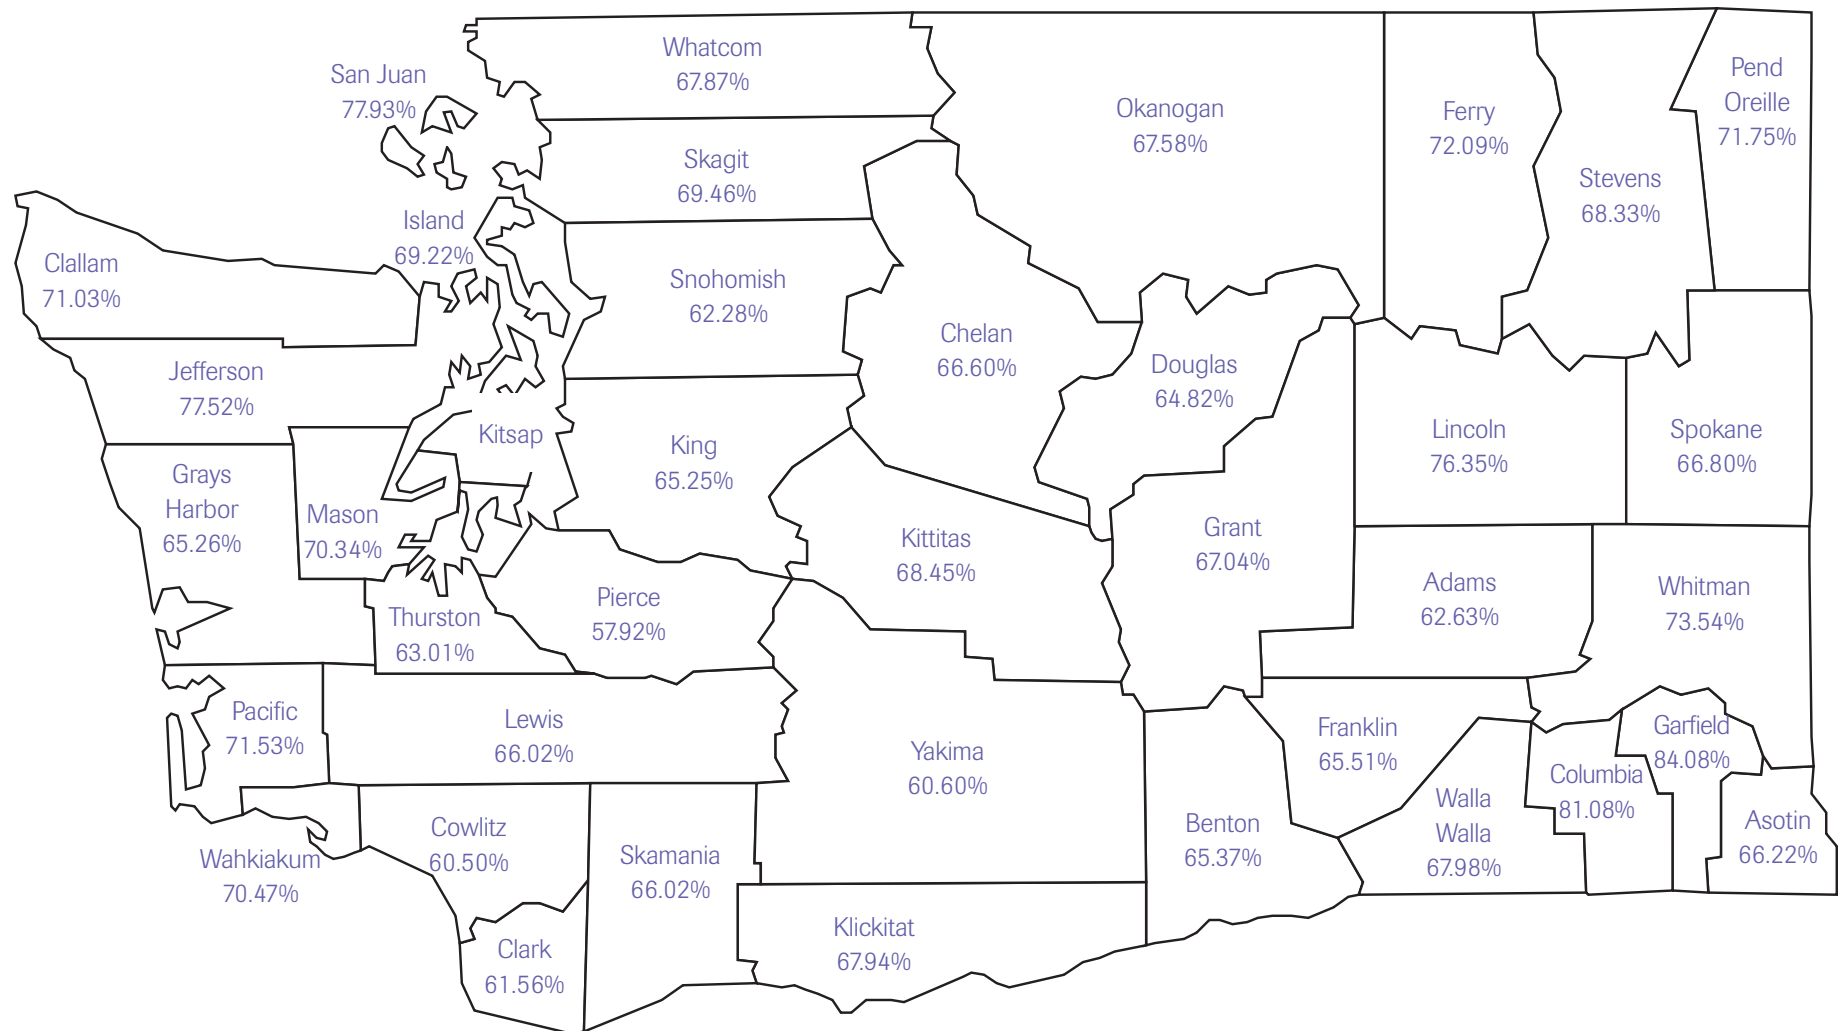 Whatcom
67.87%
San Juan
77.93%
Okanogan
67.58%
Ferry
72.09%
Pend
Oreille
71.75%
Skagit
69.46%
Stevens
68.33%
Island
69.22%
Clallam
71.03%
Snohomish
62.28%
Chelan
66.60%
Douglas
64.82%
Jefferson
77.52%
Kitsap
King
65.25%
Lincoln
76.35%
Spokane
66.80%
Grays
Harbor
65.26%
Mason
70.34%
Kittitas
68.45%
Grant
67.04%
Adams
62.63%
Whitman
73.54%
Thurston
63.01%
Pierce
57.92%
Pacific
71.53%
Lewis
66.02%
Yakima
60.60%
Franklin
65.51%
Garfield
84.08%
Columbia
81.08%
Walla
Walla
67.98%
Asotin
66.22%
Benton
65.37%
Cowlitz
60.50%
Skamania
66.02%
Wahkiakum
70.47%
Klickitat
67.94%
Clark
61.56%